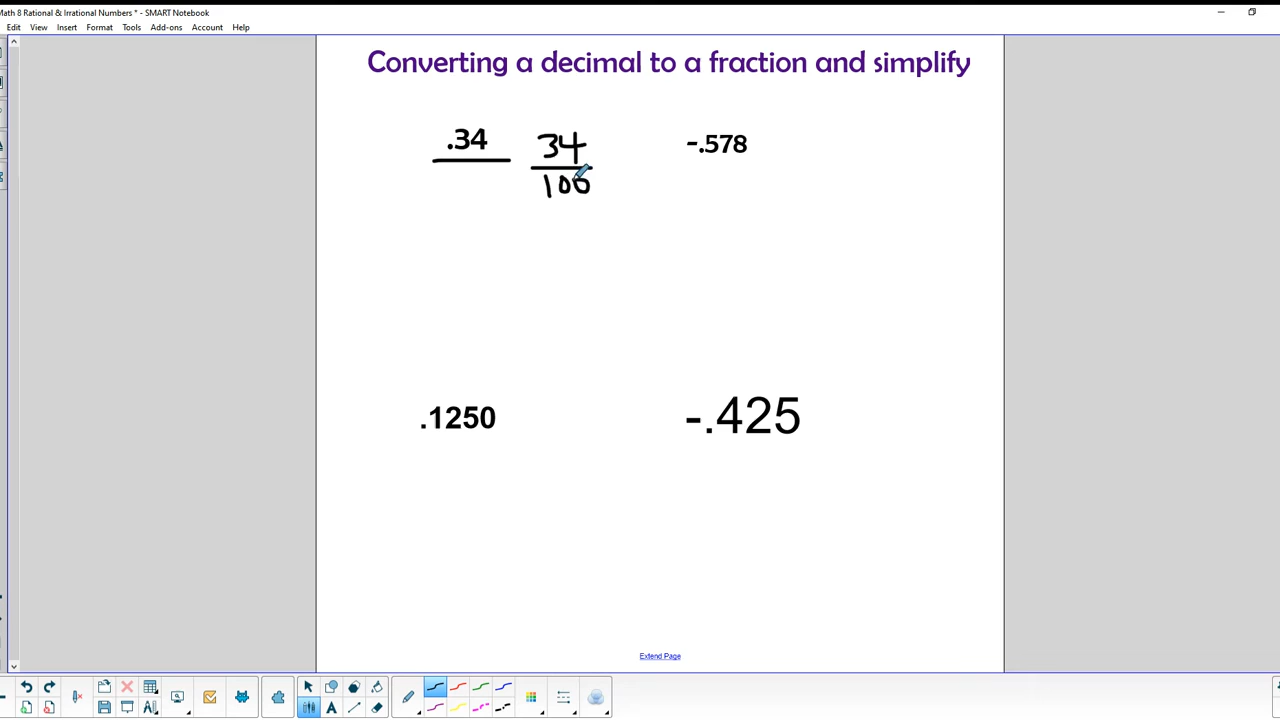 Math 8 Rational & Irrational Numbers * - SMART Notebook
Edit View Insert Format Tools Add-ons Account Help
Converting a decimal to a fraction and simplify
.34
34
100
-.578
.1250
-.425
Extend Page